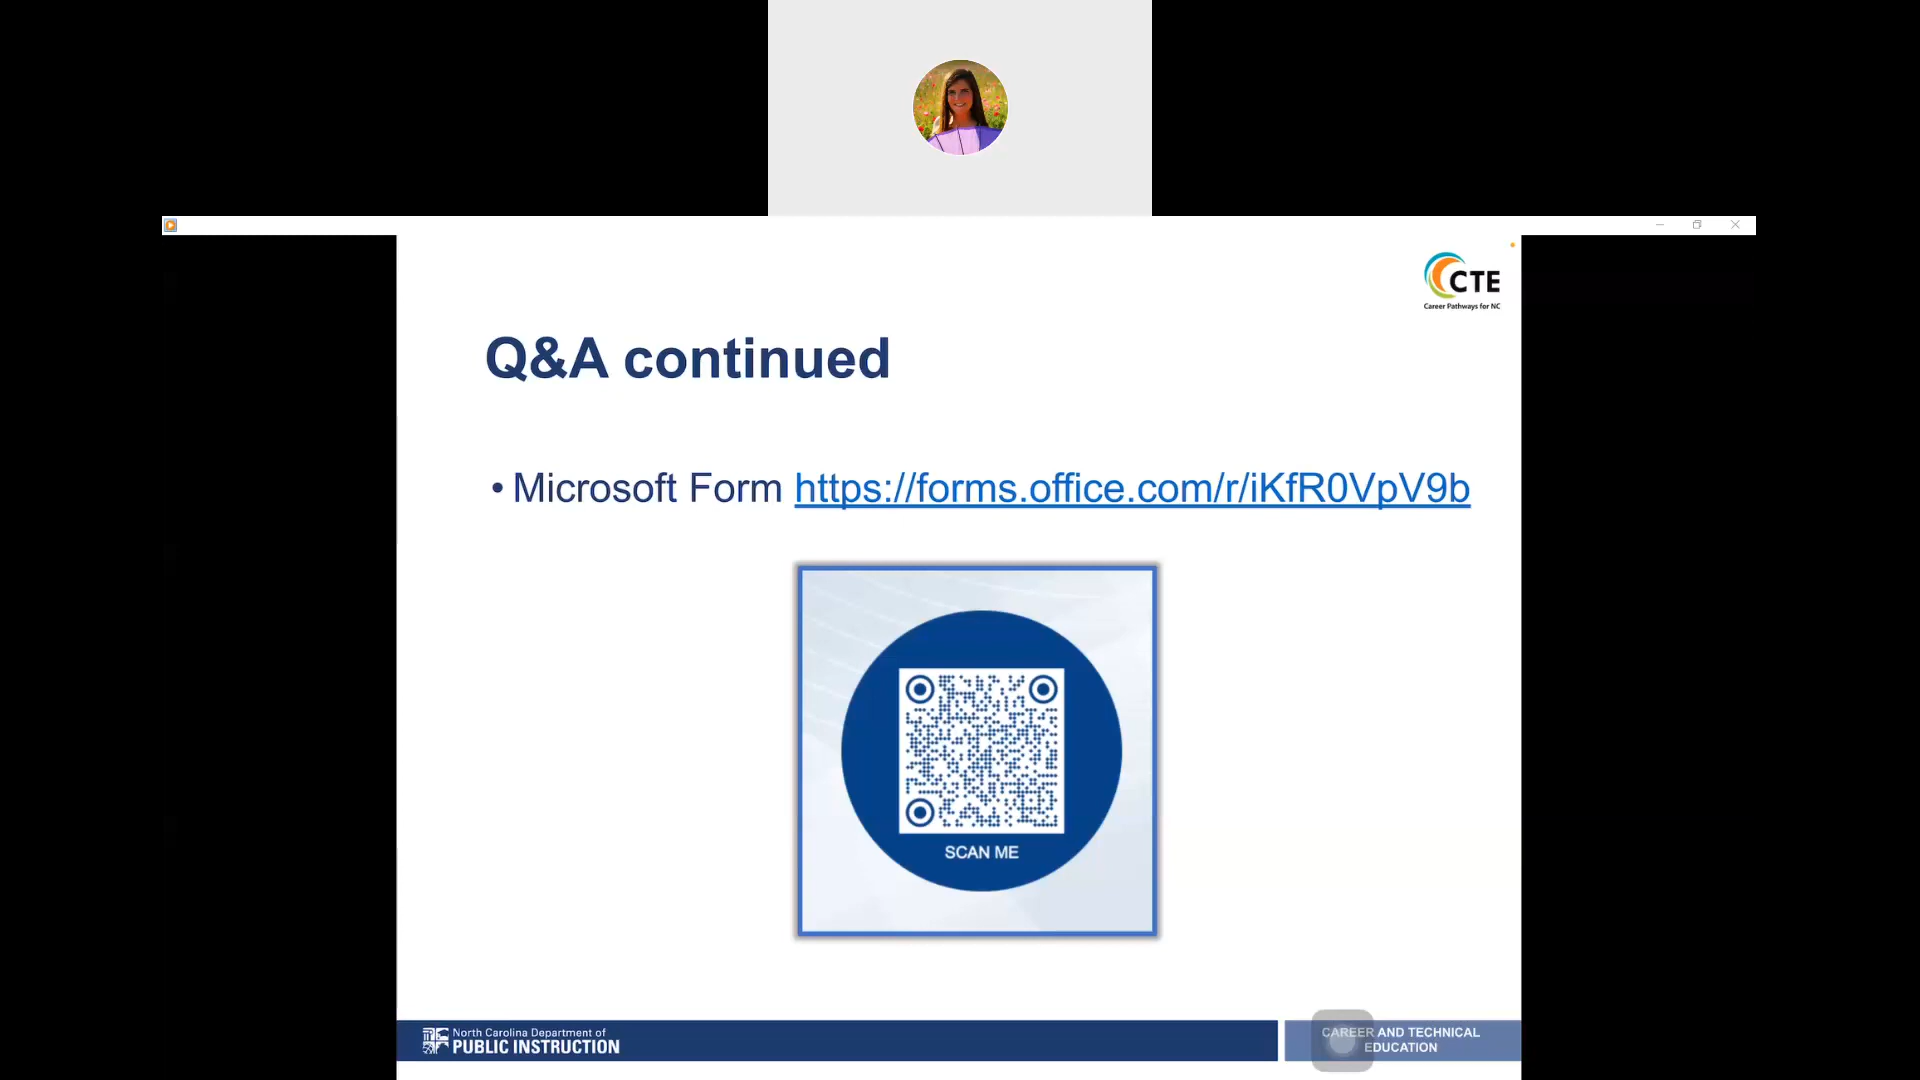 CTE
Career Pathways for NC
Q&A continued
• Microsoft Form https://forms.office.com/r/iKfR0VpV9b
SCAN ME
North Carolina Department of
PUBLIC INSTRUCTION
CAREER AND TECHNICAL
EDUCATION